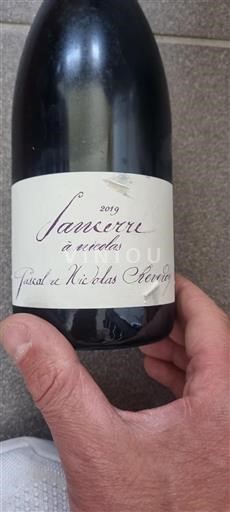 2019
Sancerre
à nicolas
VINIOU
Pascal et Nicolas Reverdy